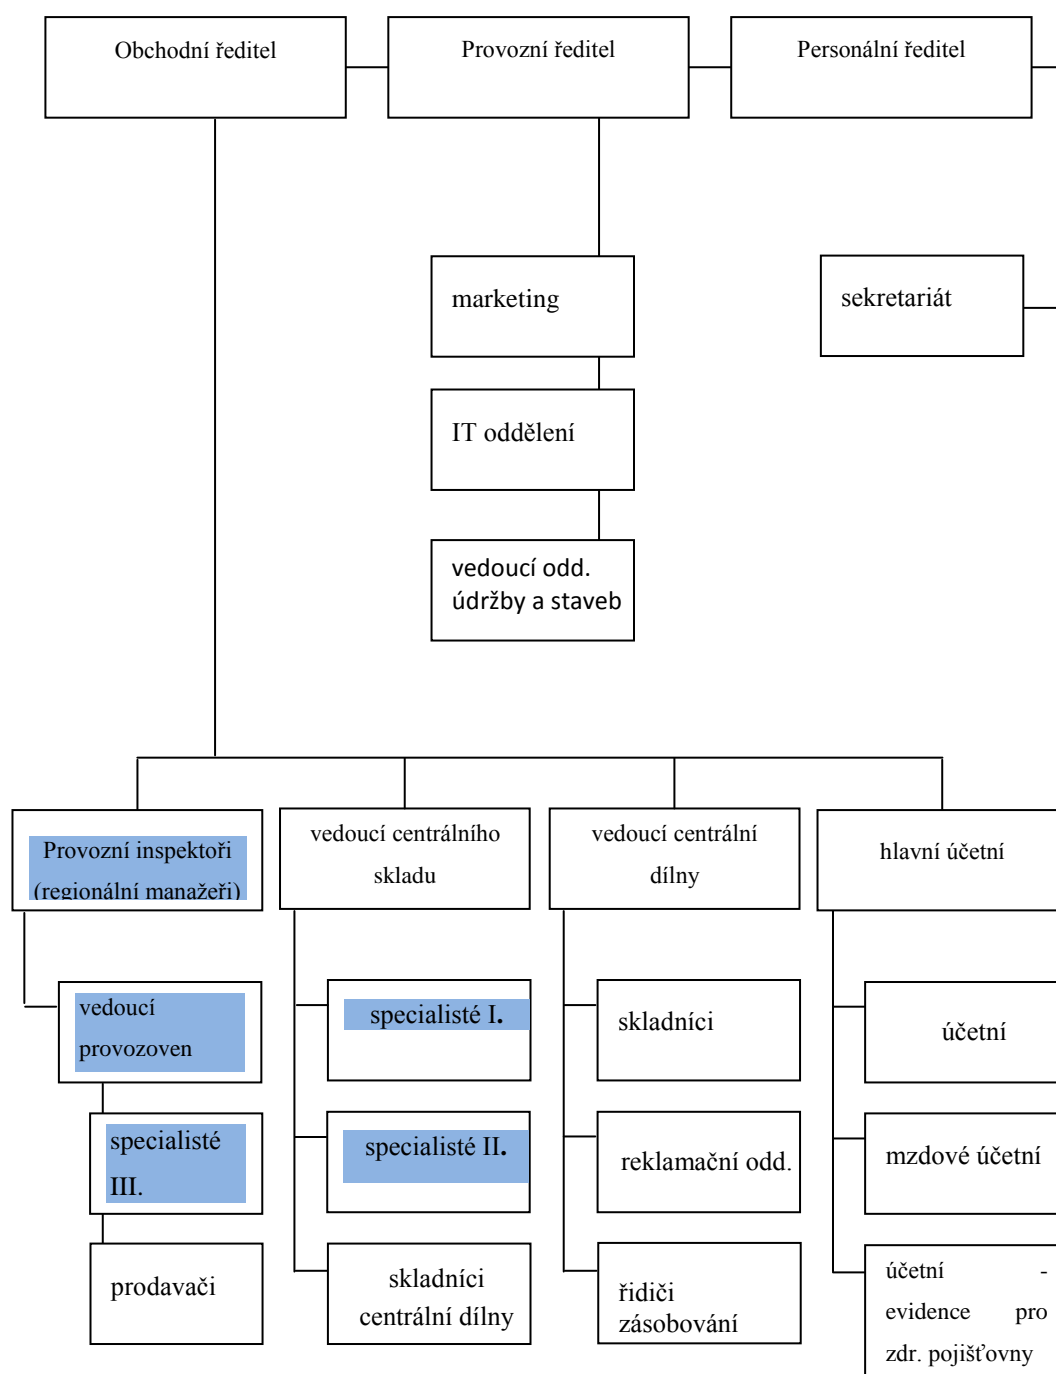 Obchodní ředitel
Provozní ředitel
Personální ředitel
marketing
sekretariát
IT oddělení
vedoucí odd.
údržby a staveb
Provozní inspektoři
(regionální manažeři)
vedoucí centrálního
skladu
vedoucí centrální
dílny
hlavní účetní
vedoucí
provozoven
specialisté I.
skladníci
účetní
specialisté
III.
specialisté II.
reklamační odd.
mzdové účetní
prodavači
skladníci
centrální dílny
řidiči
zásobování
účetní -
evidence pro
zdr. pojišťovny